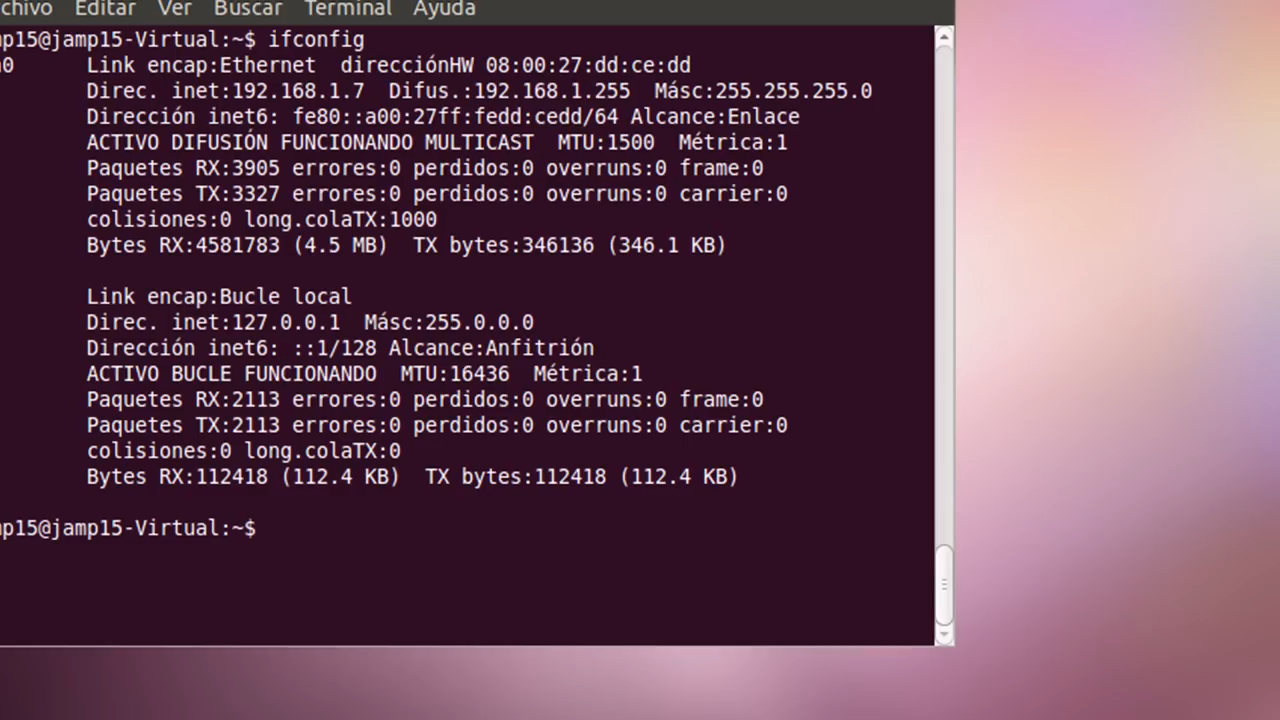 chivo Editar Ver Buscar Terminal Ayuda
mp15@jamp15-Virtual:~$ ifconfig
h0 Link encap:Ethernet direcciónHW 08:00:27:dd:ce:dd
Direc. inet:192.168.1.7 Difus.:192.168.1.255 Másc:255.255.255.0
Dirección inet6: fe80::a00:27ff:fedd:cedd/64 Alcance:Enlace
ACTIVO DIFUSIÓN FUNCIONANDO MULTICAST MTU:1500 Métrica:1
Paquetes RX:3905 errores:0 perdidos:0 overruns:0 frame:0
Paquetes TX:3327 errores:0 perdidos:0 overruns:0 carrier:0
colisiones:0 long.colaTX:1000
Bytes RX:4581783 (4.5 MB) TX bytes:346136 (346.1 KB)
Link encap:Bucle local
Direc. inet:127.0.0.1 Másc:255.0.0.0
Dirección inet6: ::1/128 Alcance:Anfitrión
ACTIVO BUCLE FUNCIONANDO MTU:16436 Métrica:1
Paquetes RX:2113 errores:0 perdidos:0 overruns:0 frame:0
Paquetes TX:2113 errores:0 perdidos:0 overruns:0 carrier:0
colisiones:0 long.colaTX:0
Bytes RX:112418 (112.4 KB) TX bytes:112418 (112.4 KB)
mp15@jamp15-Virtual:~$